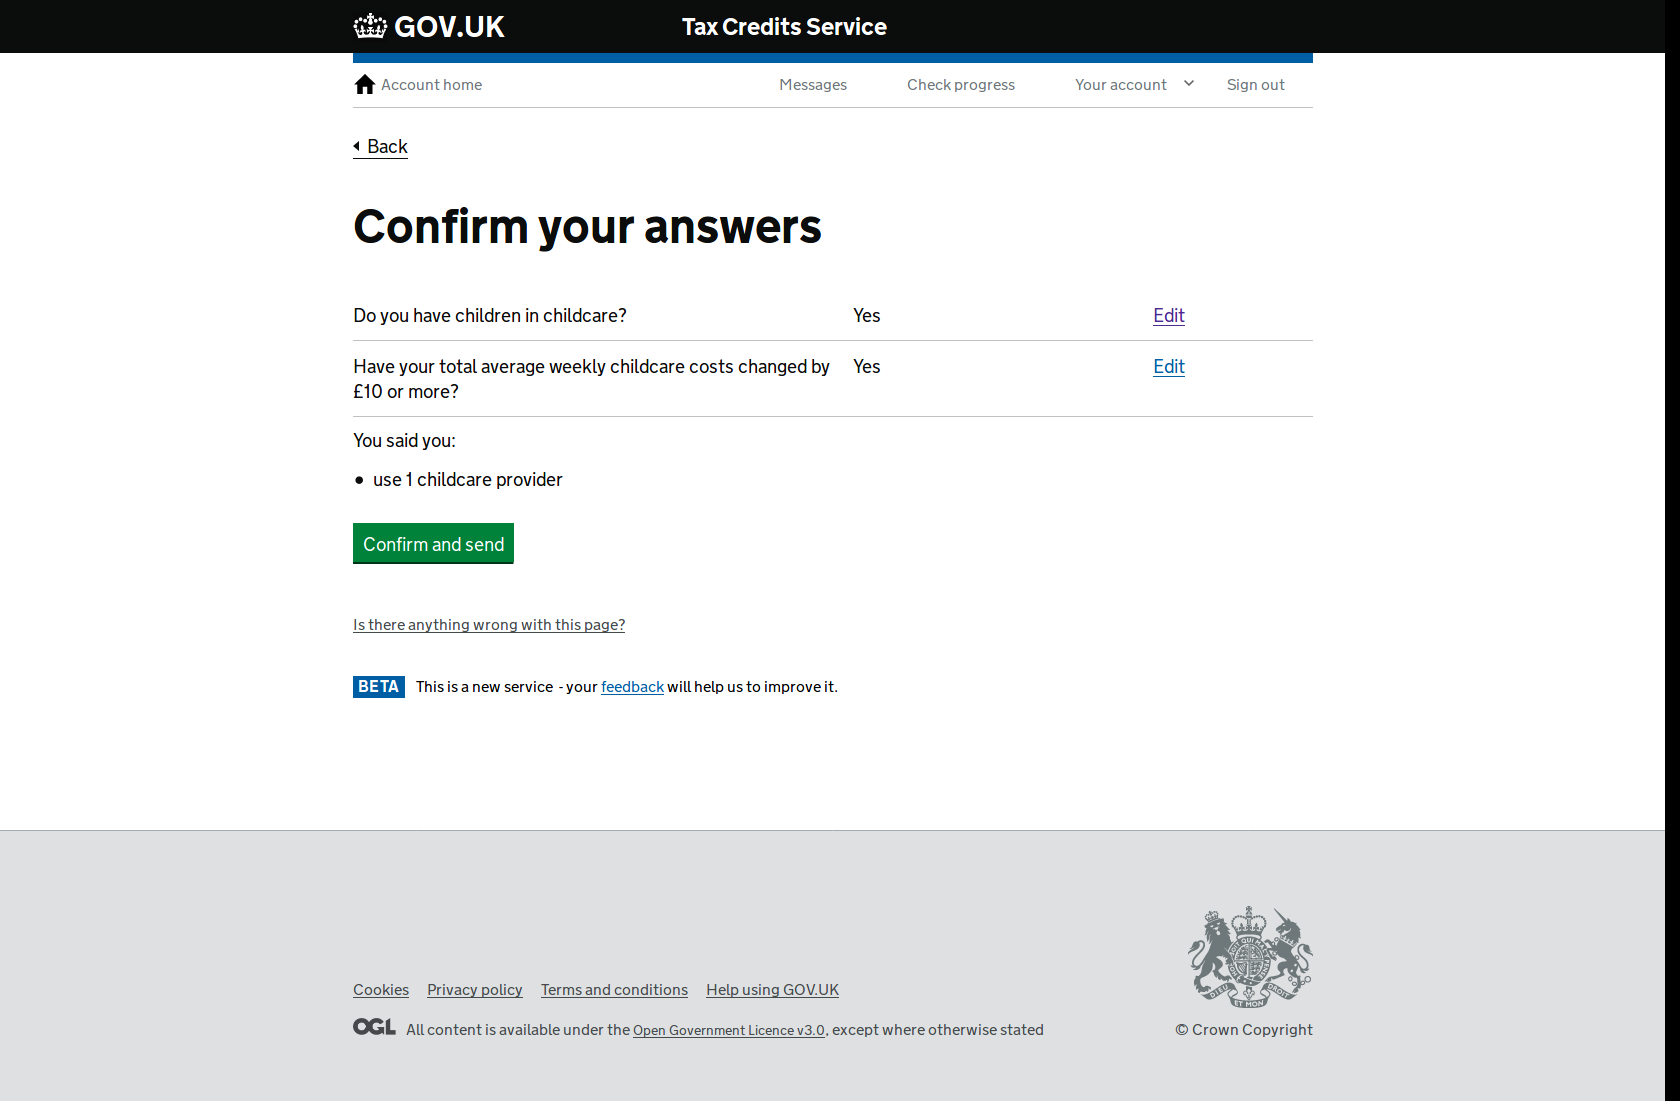 GOV.UK Tax Credits Service
Account home Messages Check progress Your account Sign out
Back
Confirm your answers
Do you have children in childcare? Yes Edit
Have your total average weekly childcare costs changed by Yes Edit
£10 or more?
You said you:
• use 1 childcare provider
Confirm and send
Is there anything wrong with this page?
BETA This is a new service - your feedback will help us to improve it.
Cookies Privacy policy Terms and conditions Help using GOV.UK
OGL All content is available under the Open Government Licence v3.0, except where otherwise stated
© Crown Copyright